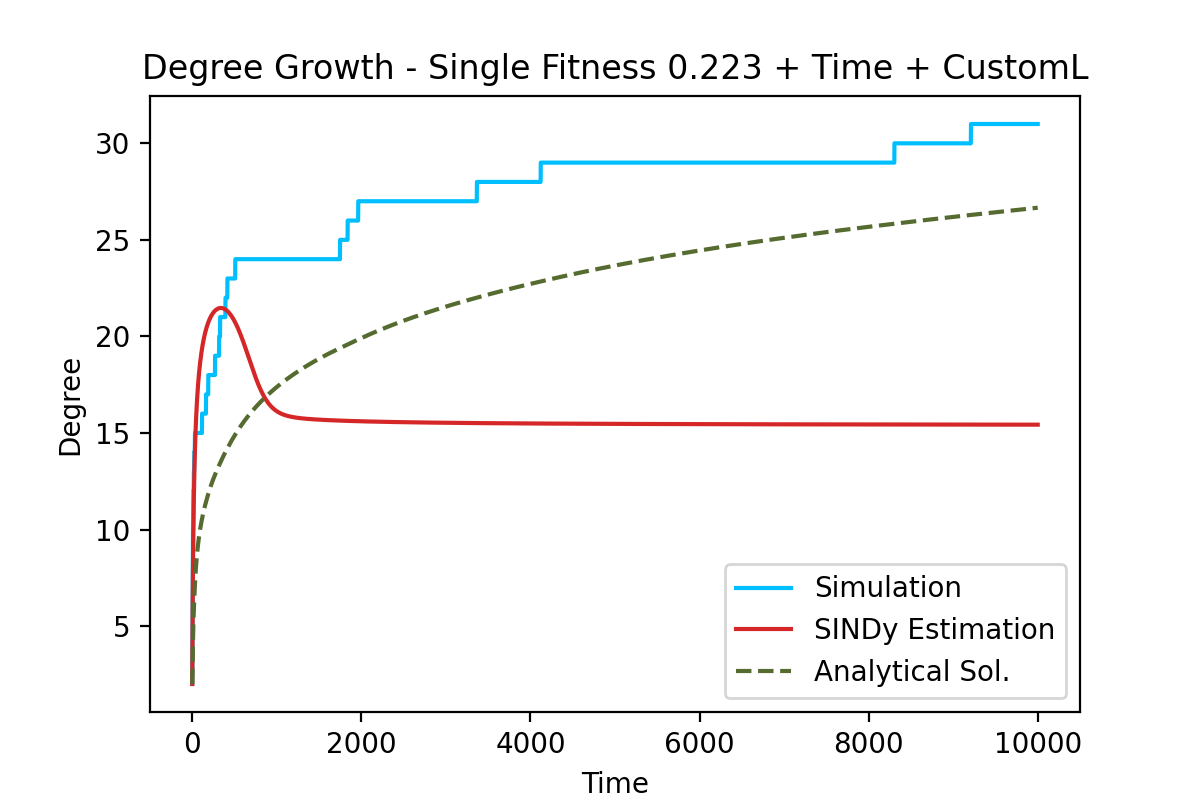 Degree Growth - Single Fitness 0.223 + Time + CustomL
30
25
20
15
10
5
Degree
Simulation
SINDy Estimation
Analytical Sol.
0 2000 4000 6000 8000 10000
Time